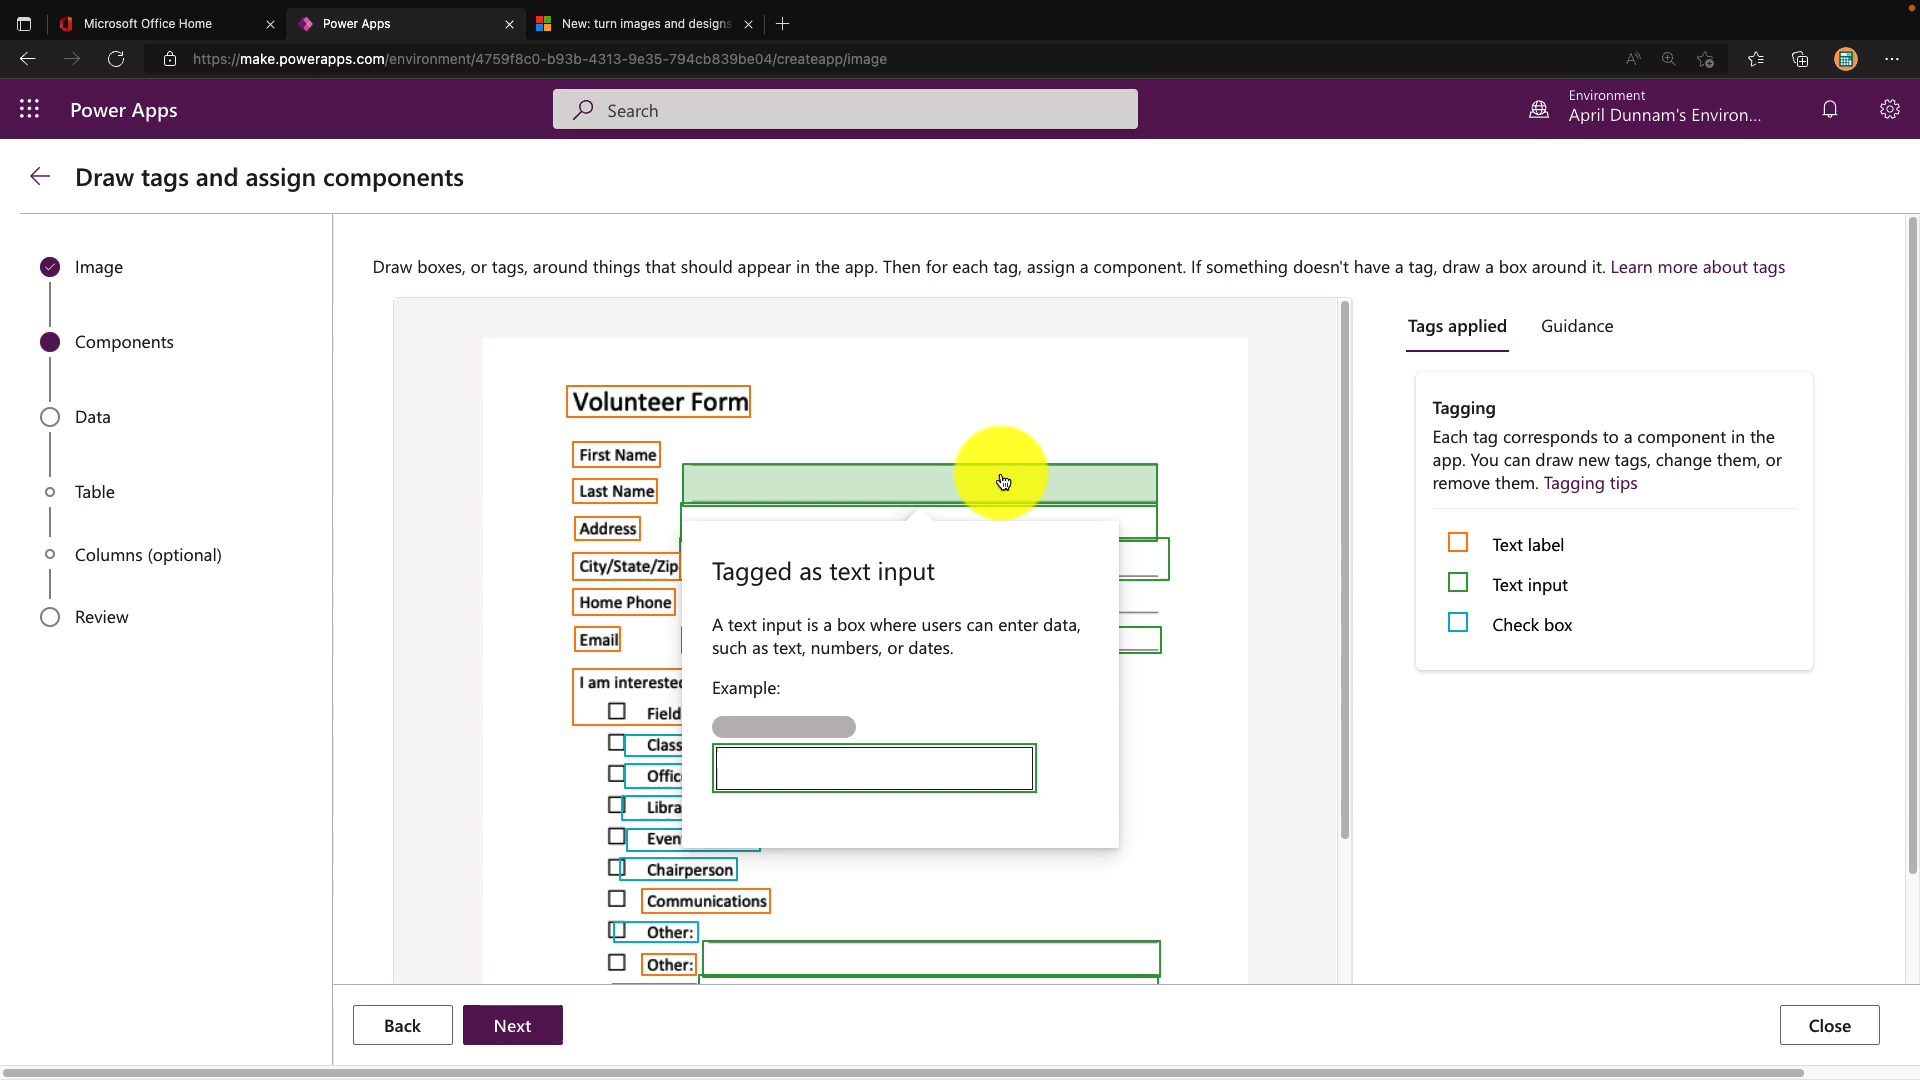 Microsoft Office Home
Power Apps
New: turn images and designs
https://make.powerapps.com/environment/4759f8c0-b93b-4313-9e35-794cb839be04/createapp/image
Power Apps
Search
Environment
April Dunnam's Environ...
Draw tags and assign components
Image
Components
Data
Table
Columns (optional)
Review
Draw boxes, or tags, around things that should appear in the app. Then for each tag, assign a component. If something doesn't have a tag, draw a box around it. Learn more about tags
Volunteer Form
First Name
Last Name
Address
City/State/Zip
Home Phone
Email
I am interested
Field
Class
Offic
Libra
Even
Chairperson
Communications
Other:
Other:
Tagged as text input
A text input is a box where users can enter data,
such as text, numbers, or dates.
Example:
Tags applied
Guidance
Tagging
Each tag corresponds to a component in the
app. You can draw new tags, change them, or
remove them. Tagging tips
Text label
Text input
Check box
Back
Next
Close